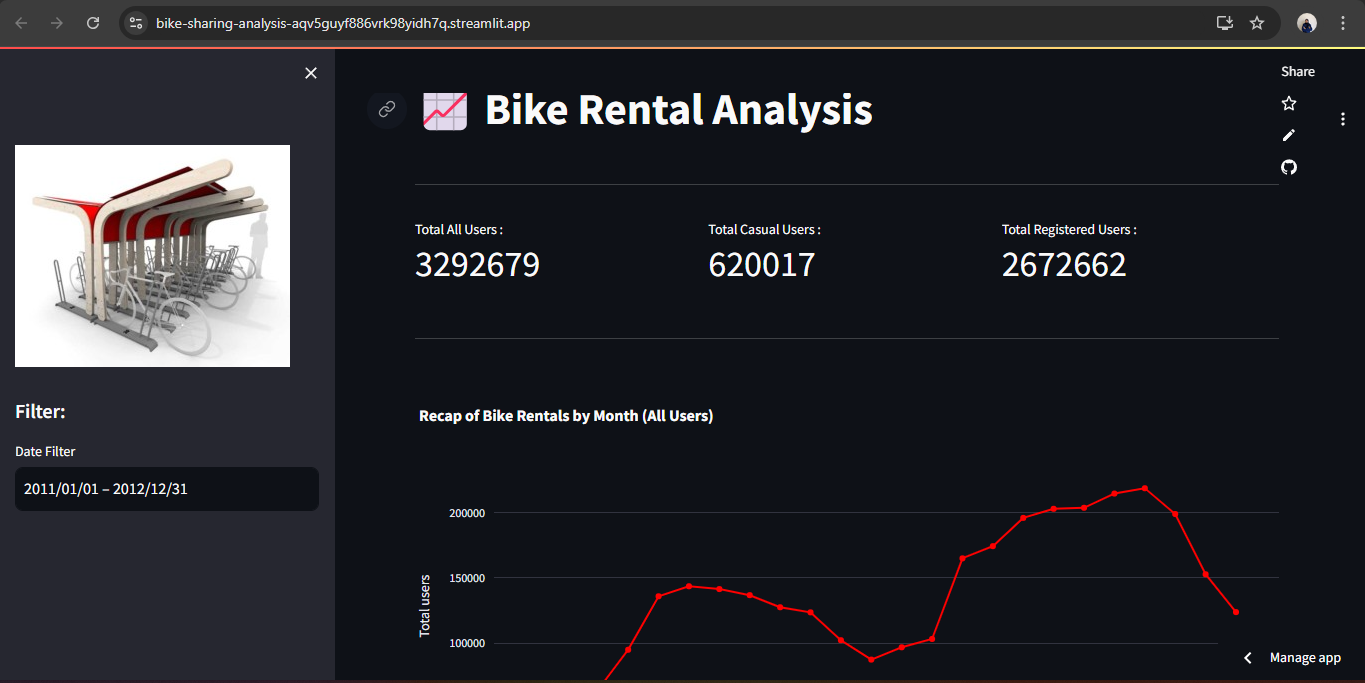 bike-sharing-analysis-aqv5guyf886vrk98yidh7q.streamlit.app
Share
Bike Rental Analysis
Total All Users :
3292679
Total Casual Users :
620017
Total Registered Users :
2672662
Filter:
Date Filter
2011/01/01 – 2012/12/31
Recap of Bike Rentals by Month (All Users)
200000
150000
100000
Total users
Manage app